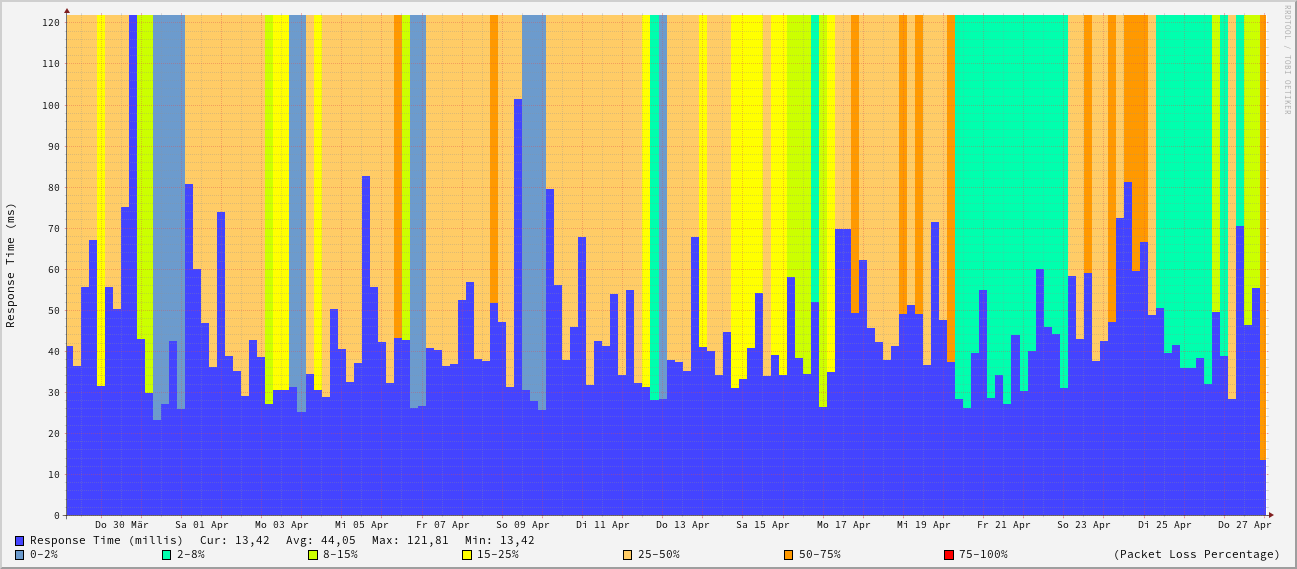 RRDTOOL / TOBI OETIKER
Response Time (ms)
120
110
100
90
80
70
60
50
40
30
20
10
0
Do 30 Mär Sa 01 Apr Mo 03 Apr Mi 05 Apr Fr 07 Apr So 09 Apr Di 11 Apr Do 13 Apr Sa 15 Apr Mo 17 Apr Mi 19 Apr Fr 21 Apr So 23 Apr Di 25 Apr Do 27 Apr
Response Time (millis) Cur: 13,42 Avg: 44,05 Max: 121,81 Min: 13,42
0-2% 2-8% 8-15% 15-25% 25-50% 50-75% 75-100% (Packet Loss Percentage)